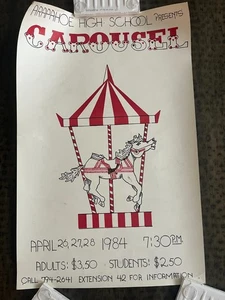 ARAPAHOE HIGH SCHOOL PRESENTS
CAROUSEL
APRIL 26, 27, 28 1984 7:30 P.M.
ADULTS: $3.50 · STUDENTS: $2.50
CALL 794-2641 EXTENSION 42 FOR INFORMATION